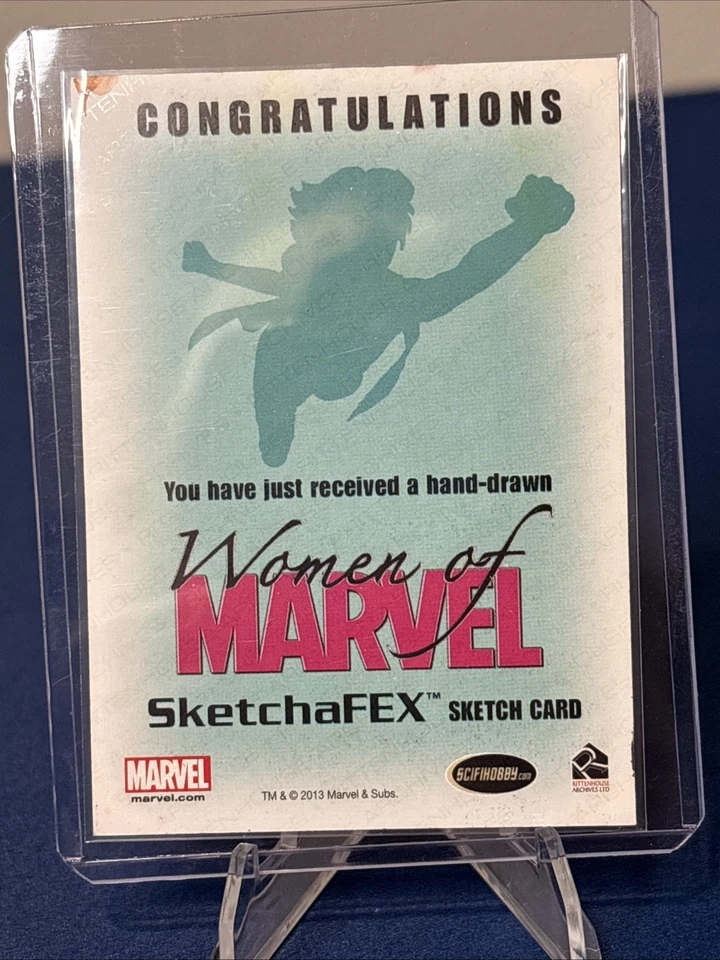 CONGRATULATIONS
You have just received a hand-drawn
Women of
MARVEL
SketchaFEX™ SKETCH CARD
MARVEL
marvel.com
TM & © 2013 Marvel & Subs.
SCIFIHOBBY.com
RITTENHOUSE
ARCHIVES LTD